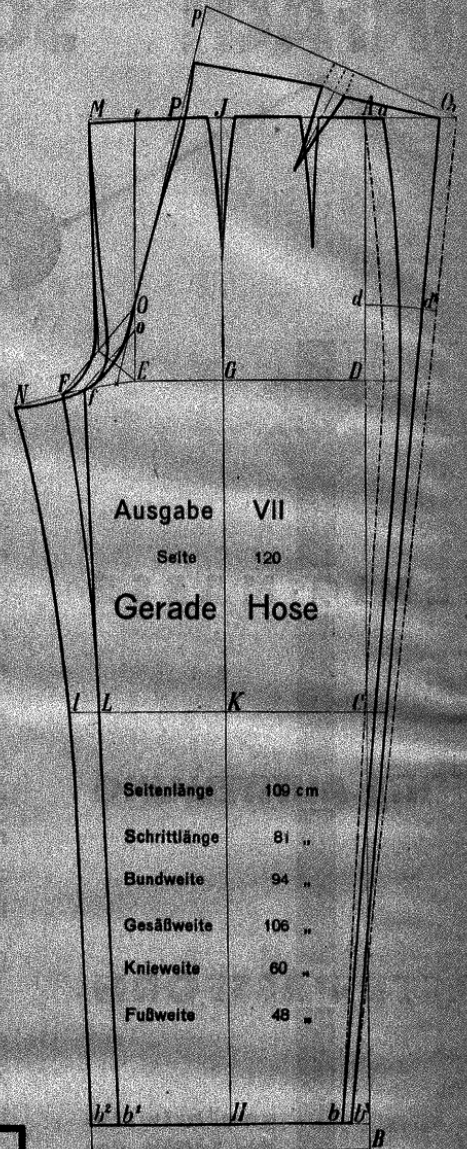 p
M e P J A a Q
O d d'
o
E G D
N F f
Ausgabe VII
Seite 120
Gerade Hose
l L K C
Seitenlänge 109 cm
Schrittlänge 81 „
Bundweite 94 „
Gesäßweite 106 „
Knieweite 60 „
Fußweite 48 „
b² b¹ H b b³
B